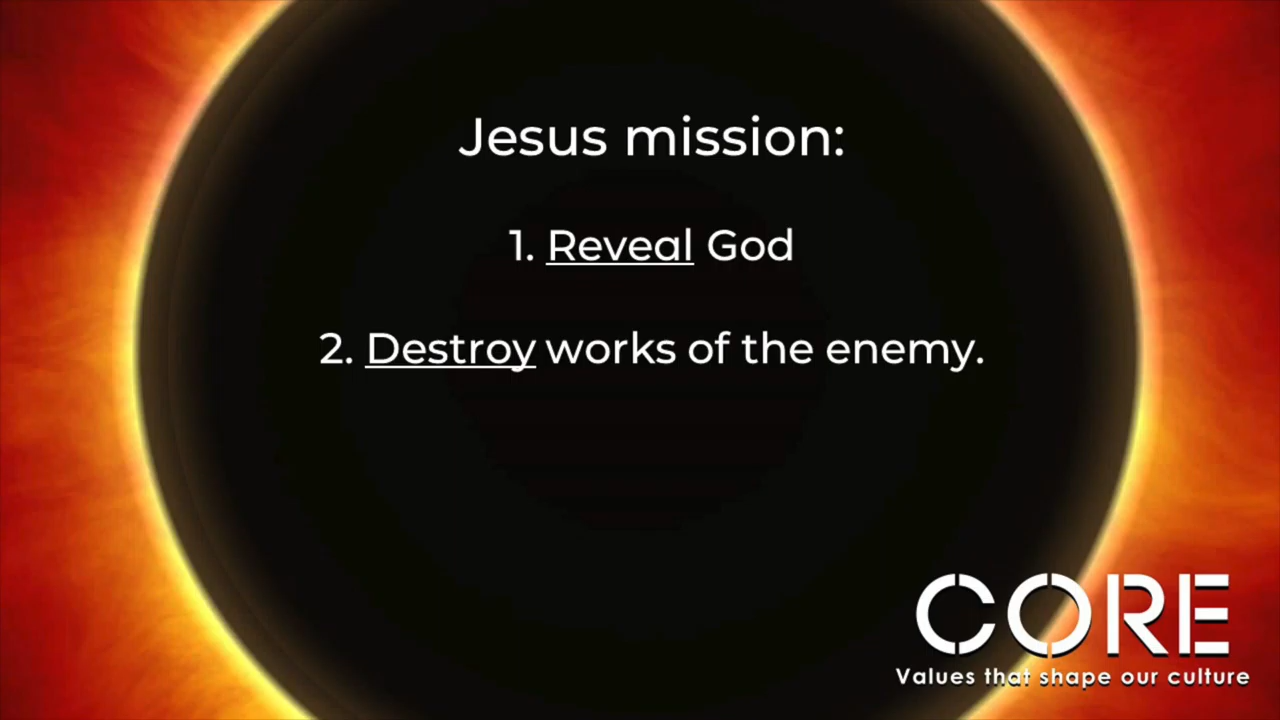 Jesus mission:
1. Reveal God
2. Destroy works of the enemy.
CORE
Values that shape our culture